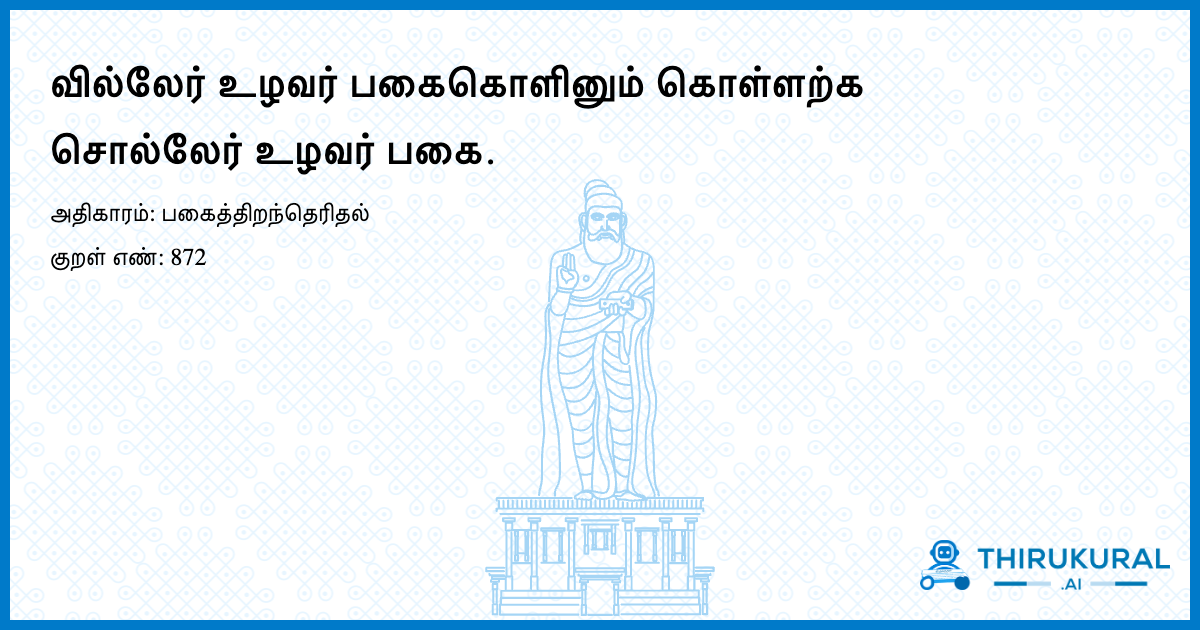 வில்லேர் உழவர் பகைகொளினும் கொள்ளற்க
சொல்லேர் உழவர் பகை.
அதிகாரம்: பகைத்திறந்தெரிதல்
குறள் எண்: 872
THIRUKURAL
.AI